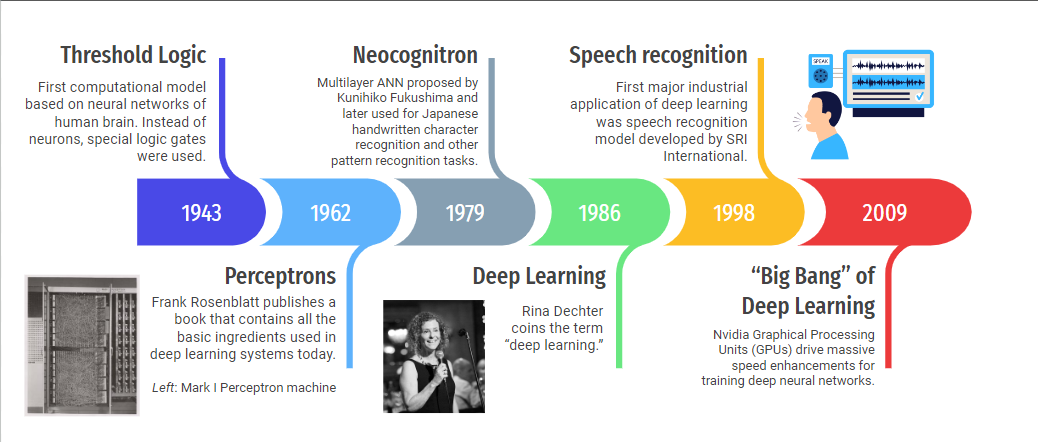 Threshold Logic
First computational model
based on neural networks of
human brain. Instead of
neurons, special logic gates
were used.
Neocognitron
Multilayer ANN proposed by
Kunihiko Fukushima and
later used for Japanese
handwritten character
recognition and other
pattern recognition tasks.
Speech recognition
First major industrial
application of deep learning
was speech recognition
model developed by SRI
International.
SPEAK
1943
1962
1979
1986
1998
2009
Perceptrons
Frank Rosenblatt publishes a
book that contains all the
basic ingredients used in
deep learning systems today.
Left: Mark I Perceptron machine
Deep Learning
Rina Dechter
coins the term
“deep learning.”
“Big Bang” of
Deep Learning
Nvidia Graphical Processing
Units (GPUs) drive massive
speed enhancements for
training deep neural networks.